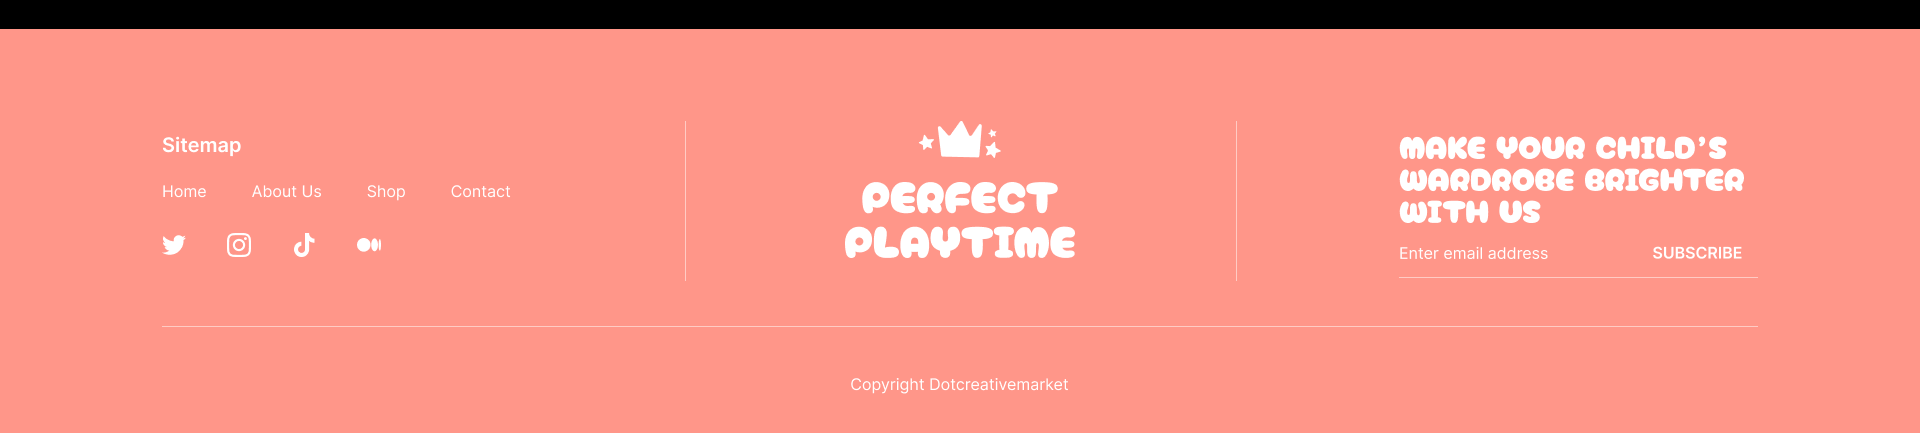 Sitemap
Home About Us Shop Contact
PERFECT
PLAYTIME
MAKE YOUR CHILD’S
WARDROBE BRIGHTER
WITH US
Enter email address SUBSCRIBE
Copyright Dotcreativemarket